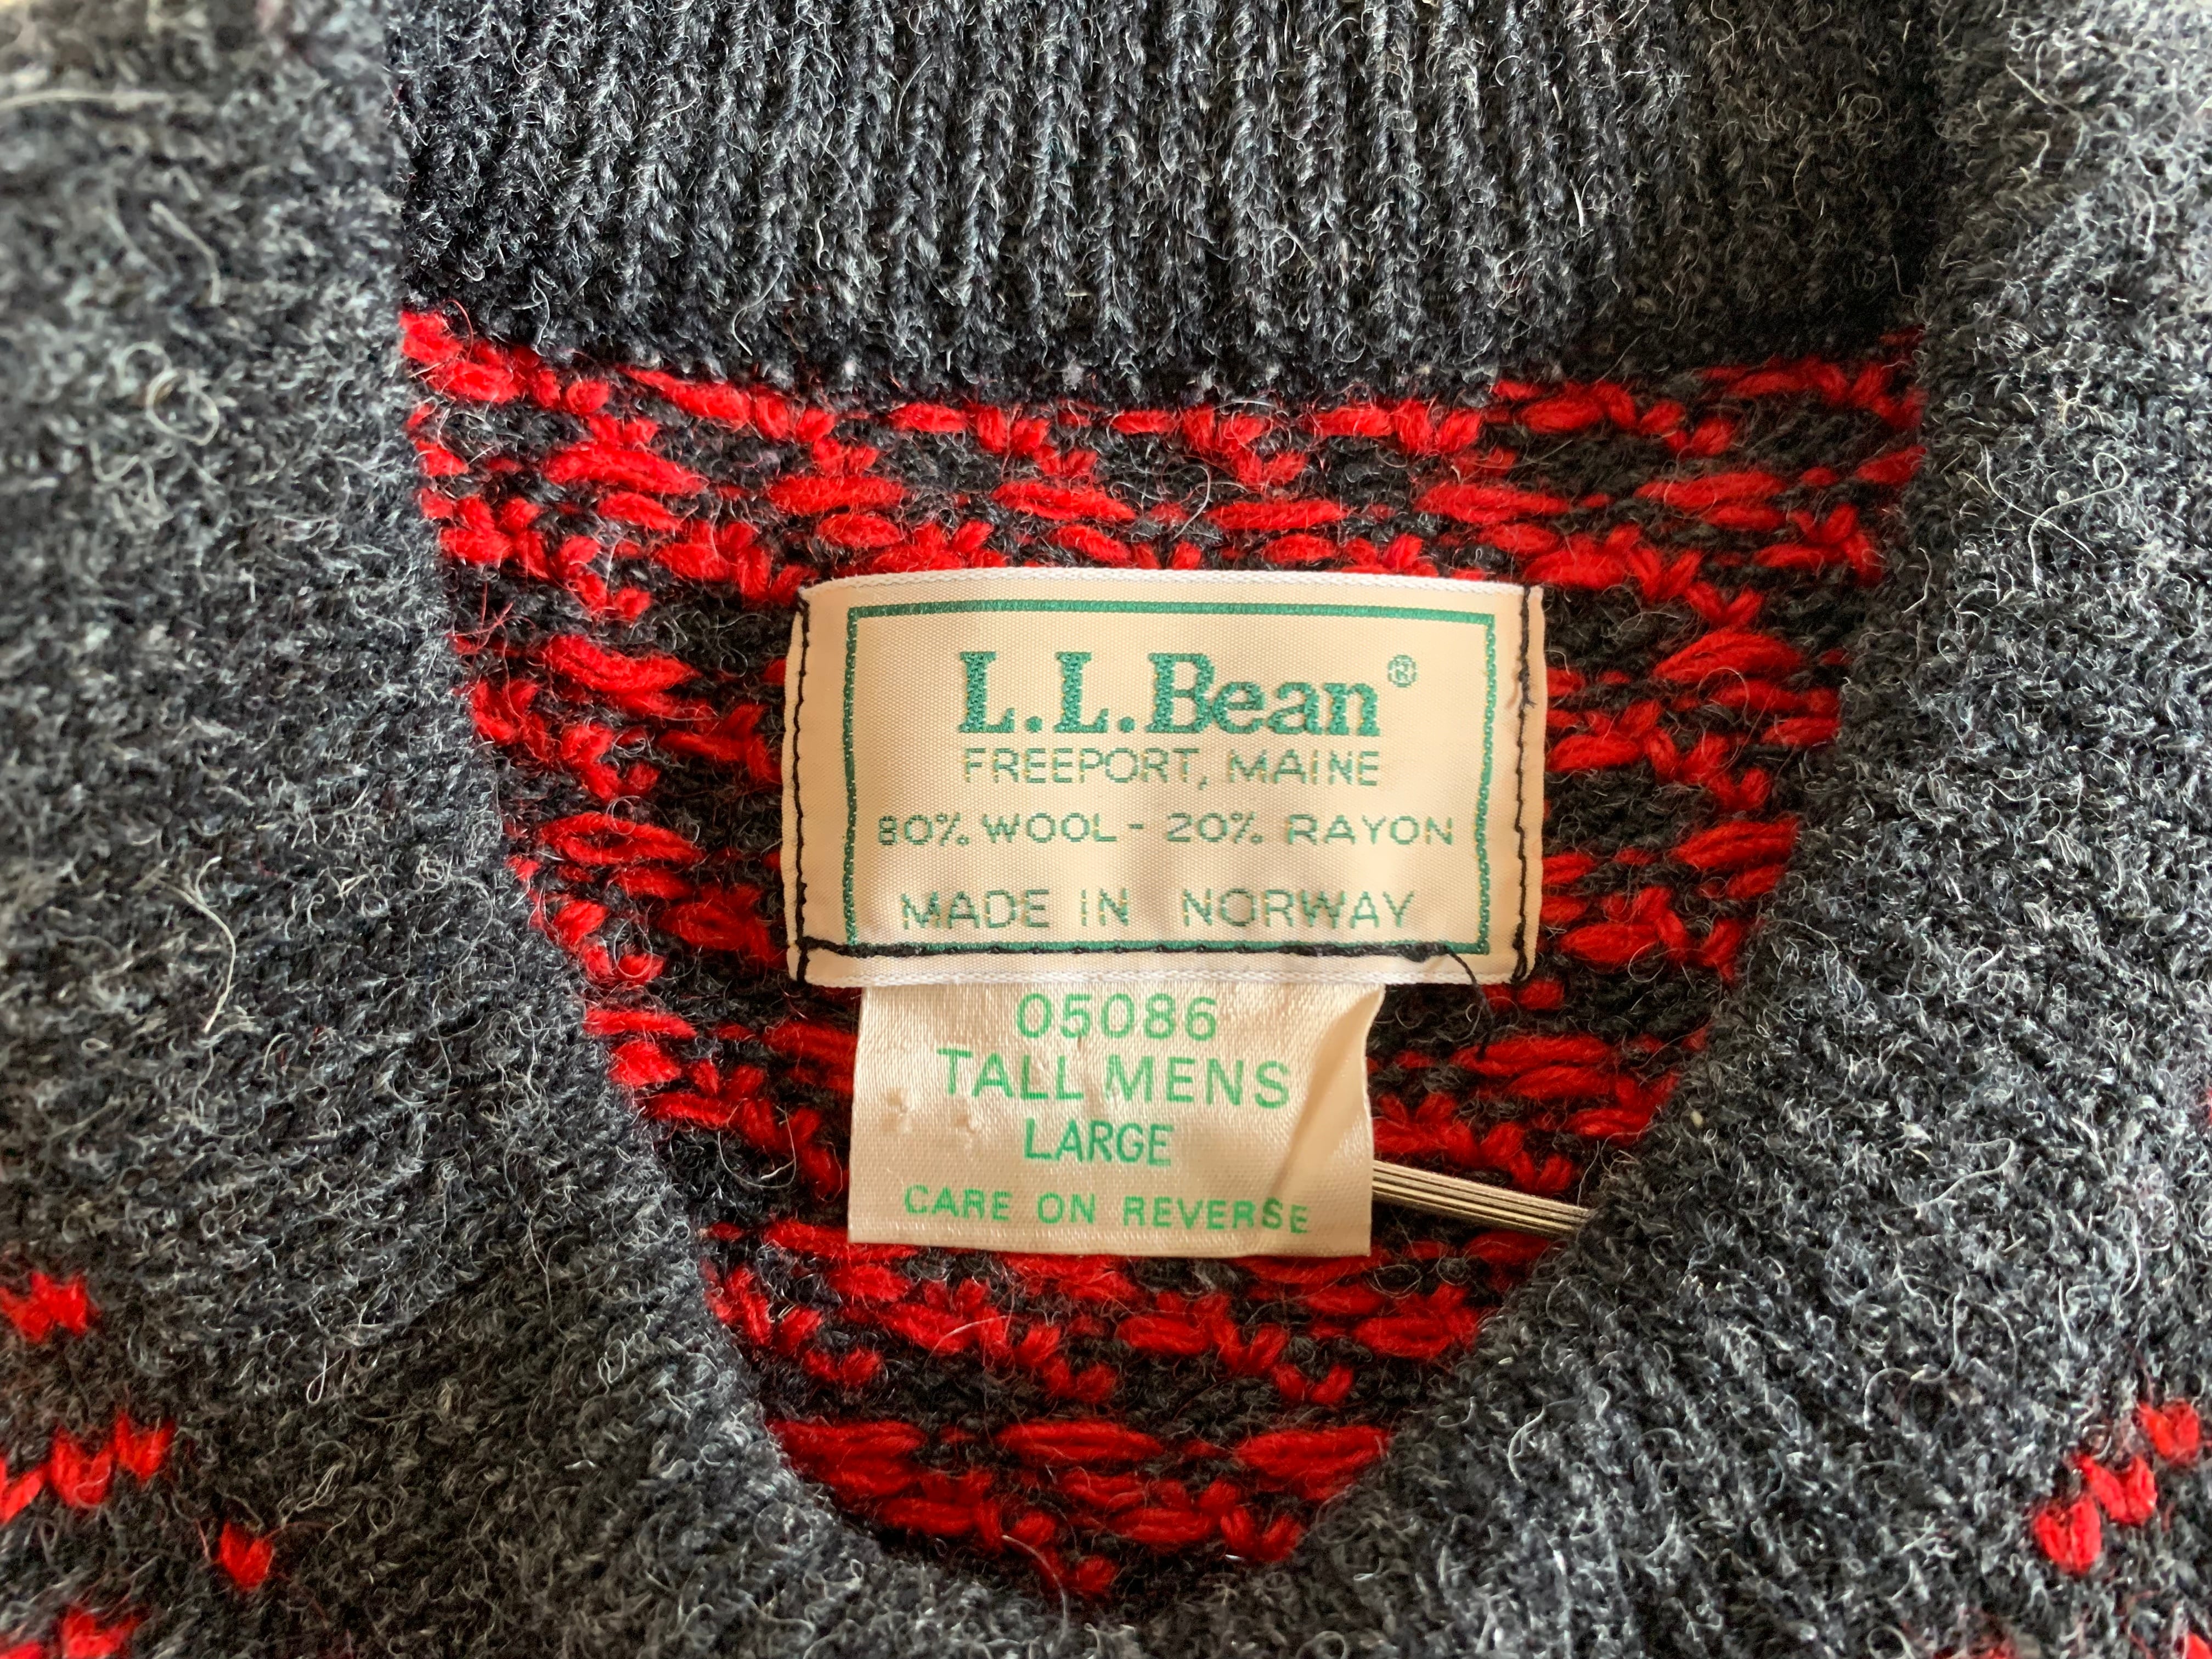 L.L.Bean®
FREEPORT, MAINE
80% WOOL - 20% RAYON
MADE IN NORWAY
05086
TALL MENS
LARGE
CARE ON REVERSE